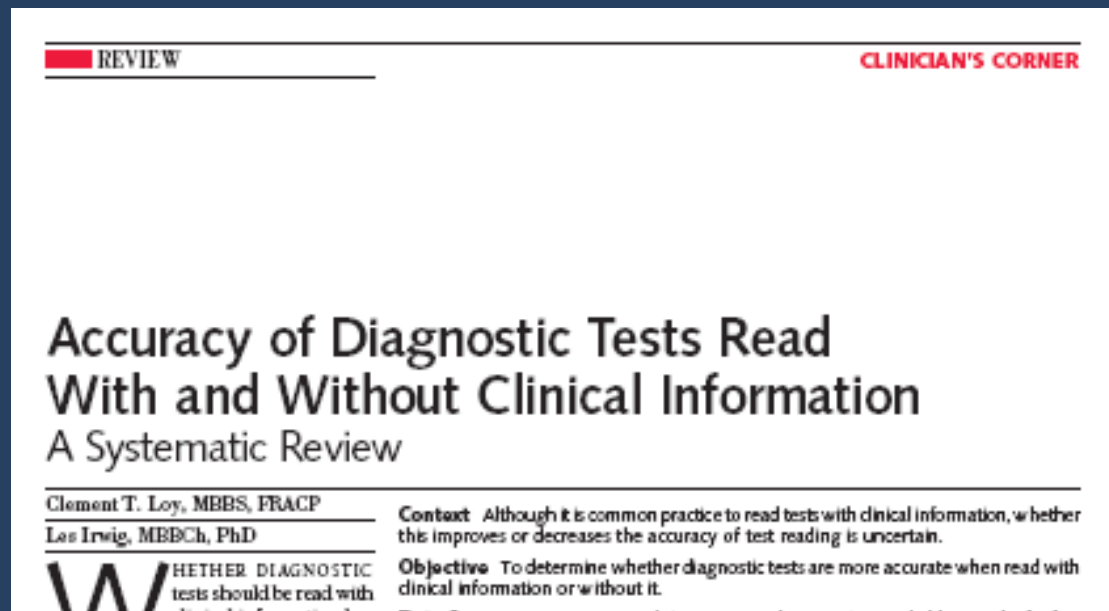 REVIEW
CLINICIAN'S CORNER
Accuracy of Diagnostic Tests Read
With and Without Clinical Information
A Systematic Review
Clement T. Loy, MBBS, FRACP
Les Irwig, MBBCh, PhD
WHETHER DIAGNOSTIC
tests should be read with
Context Although it is common practice to read tests with clinical information, whether
this improves or decreases the accuracy of test reading is uncertain.
Objective To determine whether diagnostic tests are more accurate when read with
clinical information or without it.